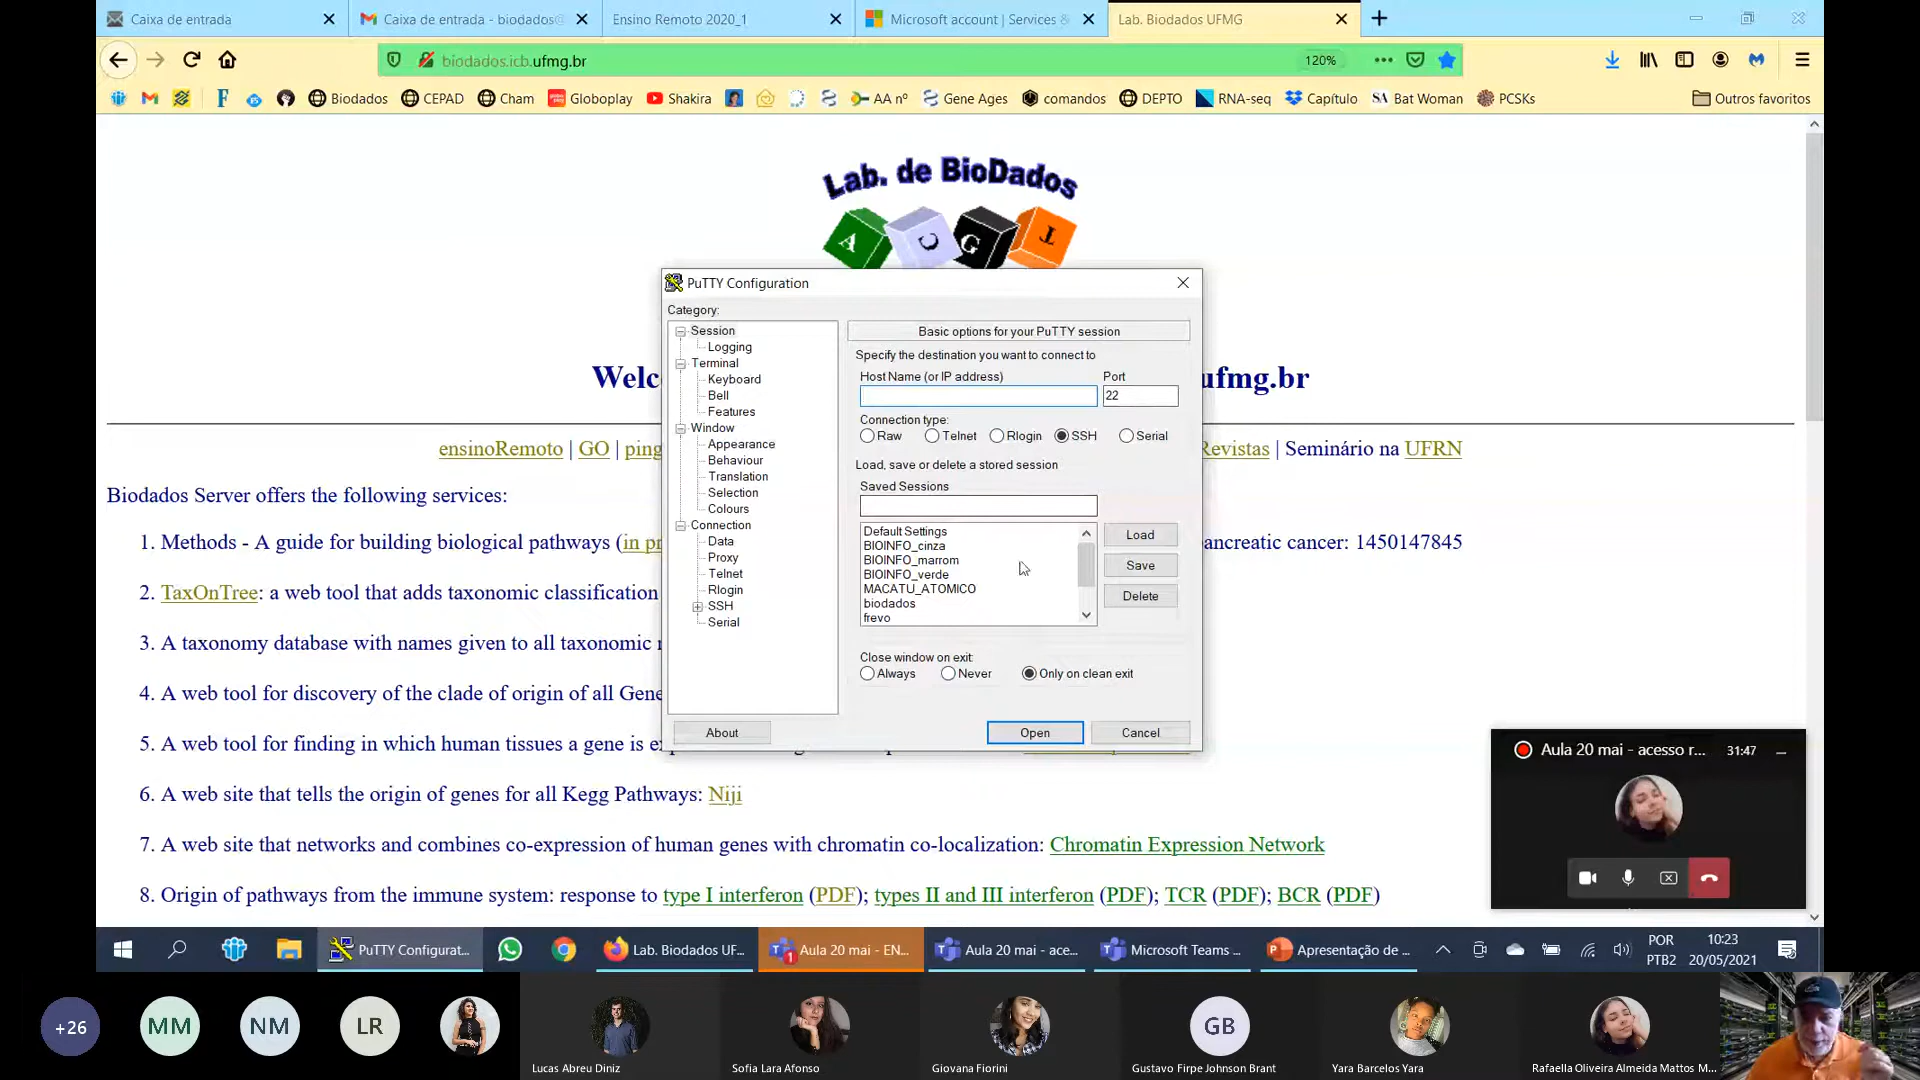 Caixa de entrada
Caixa de entrada - biodados@
Ensino Remoto 2020_1
Microsoft account | Services &
Lab. Biodados UFMG
biodados.icb.ufmg.br
120%
Biodados
CEPAD
Cham
Globoplay
Shakira
AA nº
Gene Ages
comandos
DEPTO
RNA-seq
Capítulo
SA Bat Woman
PCSKs
Outros favoritos
Lab. de BioDados
A C G T
Welc
ufmg.br
ensinoRemoto | GO | ping
Revistas | Seminário na UFRN
Biodados Server offers the following services:
1. Methods - A guide for building biological pathways (in pr
ancreatic cancer: 1450147845
2. TaxOnTree: a web tool that adds taxonomic classification
3. A taxonomy database with names given to all taxonomic
4. A web tool for discovery of the clade of origin of all Gene
5. A web tool for finding in which human tissues a gene is ex
6. A web site that tells the origin of genes for all Kegg Pathways: Niji
7. A web site that networks and combines co-expression of human genes with chromatin co-localization: Chromatin Expression Network
8. Origin of pathways from the immune system: response to type I interferon (PDF); types II and III interferon (PDF); TCR (PDF); BCR (PDF)
PuTTY Configuration
Category:
Session
Logging
Terminal
Keyboard
Bell
Features
Window
Appearance
Behaviour
Translation
Selection
Colours
Connection
Data
Proxy
Telnet
Rlogin
SSH
Serial
Basic options for your PuTTY session
Specify the destination you want to connect to
Host Name (or IP address)
Port
22
Connection type:
Raw
Telnet
Rlogin
SSH
Serial
Load, save or delete a stored session
Saved Sessions
Default Settings
BIOINFO_cinza
BIOINFO_marrom
BIOINFO_verde
MACATU_ATOMICO
biodados
frevo
Load
Save
Delete
Close window on exit:
Always
Never
Only on clean exit
About
Open
Cancel
Aula 20 mai - acesso r...
31:47
PuTTY Configurat...
Lab. Biodados UF...
1
Aula 20 mai - EN...
Aula 20 mai - ace...
Microsoft Teams ...
Apresentação de ...
POR
PTB2
10:23
20/05/2021
+26
MM
NM
LR
GB
Lucas Abreu Diniz
Sofia Lara Afonso
Giovana Fiorini
Gustavo Firpe Johnson Brant
Yara Barcelos Yara
Rafaella Oliveira Almeida Mattos M...